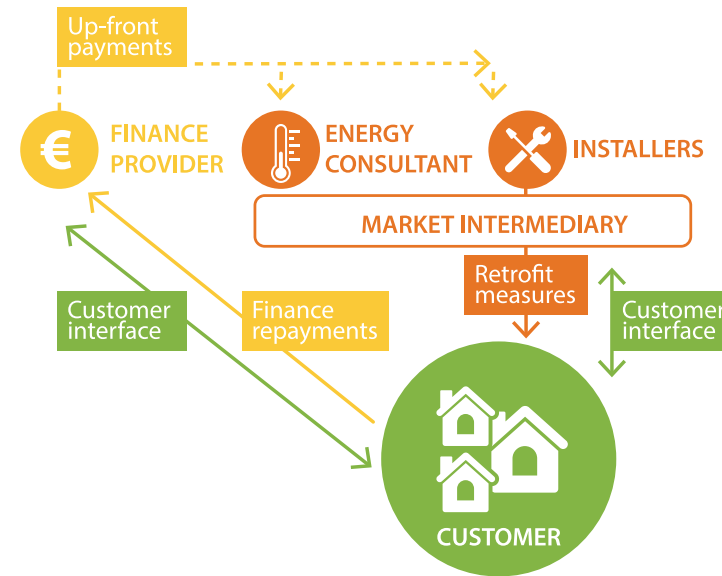 Up-front
payments
€
FINANCE
PROVIDER
ENERGY
CONSULTANT
INSTALLERS
MARKET INTERMEDIARY
Retrofit
measures
Customer
interface
Finance
repayments
Customer
interface
CUSTOMER